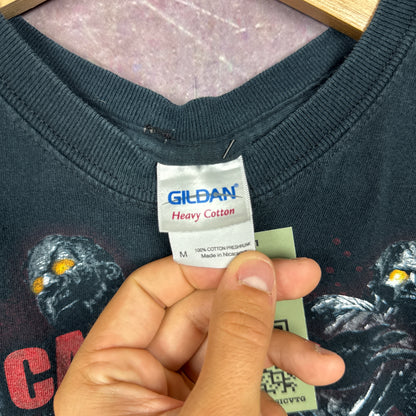 GILDAN®
Heavy Cotton
M
100% COTTON PRESHRUNK
Made in Nicaragua
CA